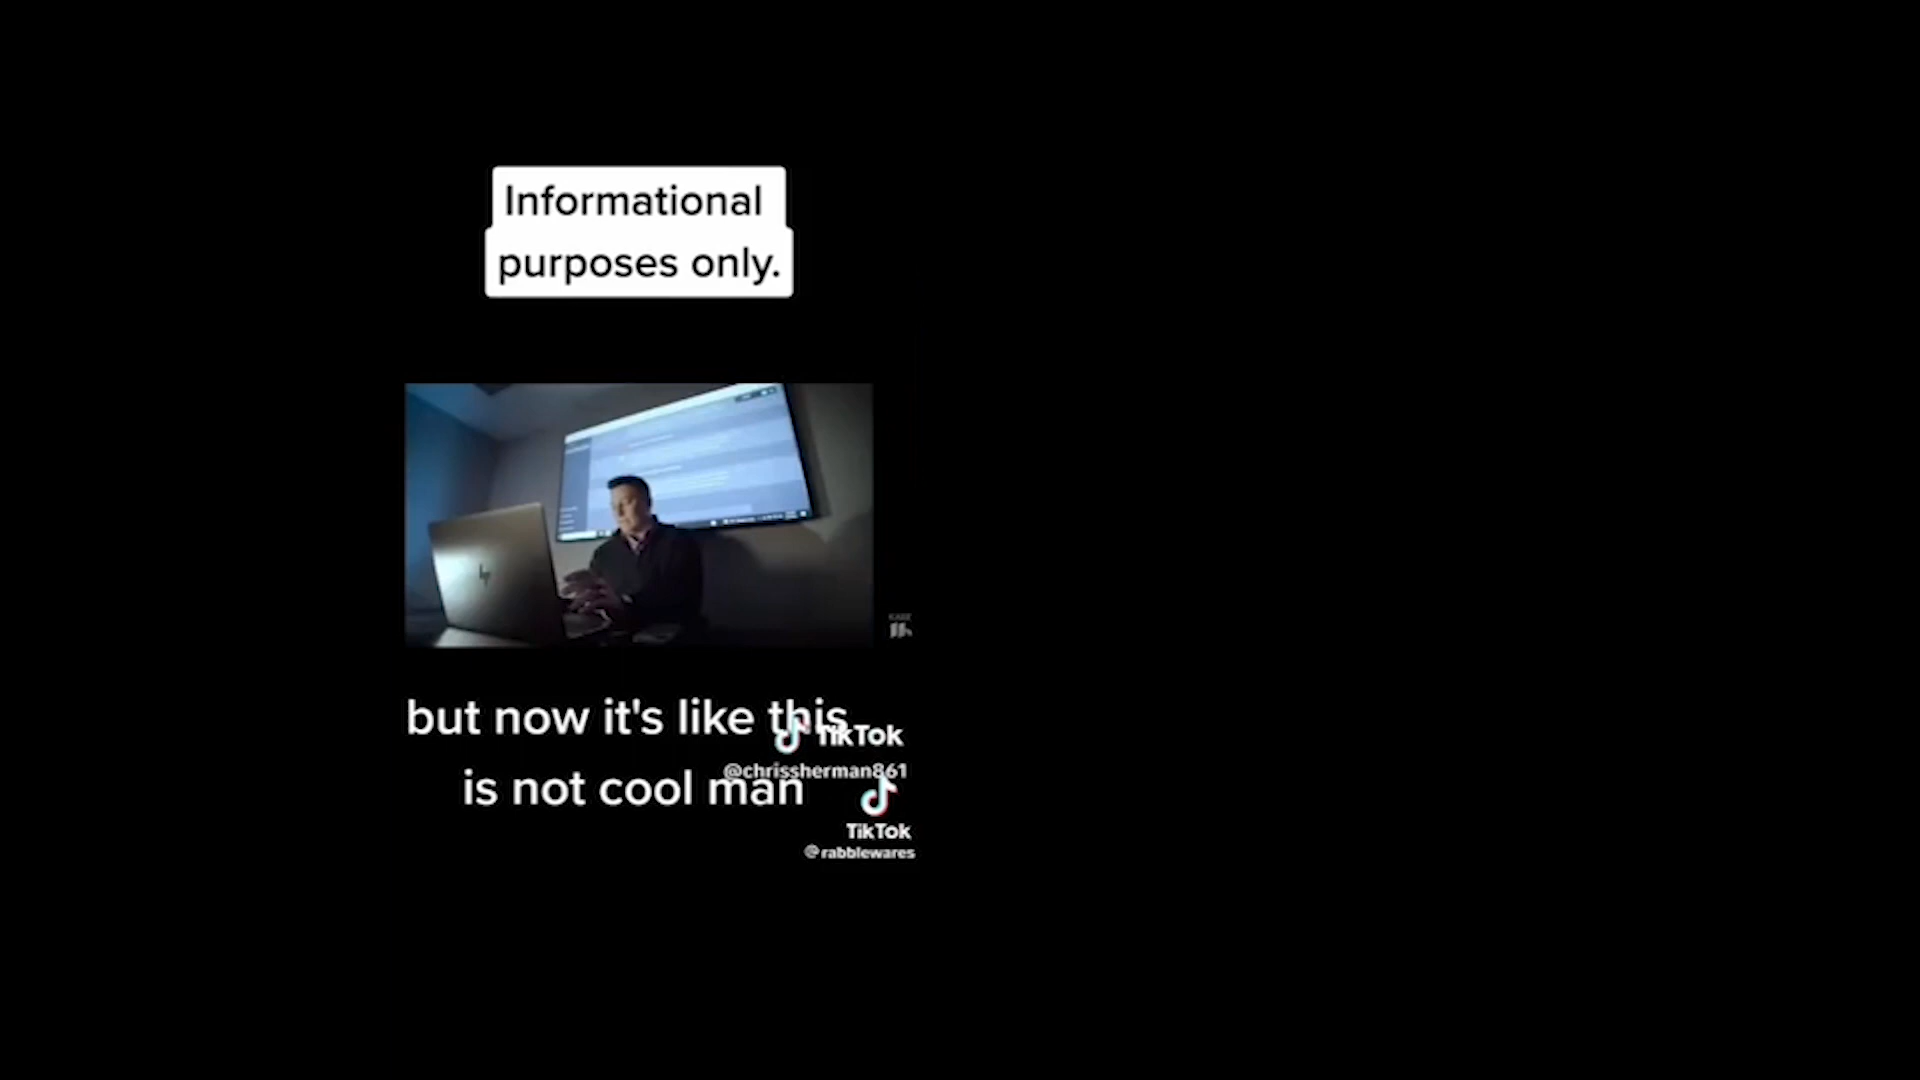 Informational
purposes only.
but now it's like this
is not cool man
TikTok
@chrissherman861
TikTok
@rabblewares